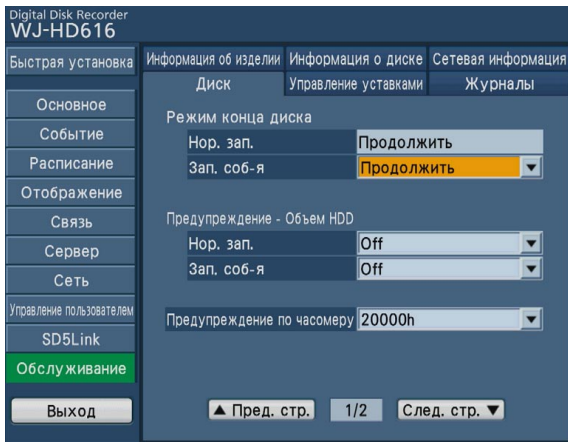 Digital Disk Recorder
WJ-HD616
Быстрая установка
Основное
Событие
Расписание
Отображение
Связь
Сервер
Сеть
Управление пользователем
SD5Link
Обслуживание
Выход
Информация об изделии Информация о диске Сетевая информация
Диск Управление уставками Журналы
Режим конца диска
Нор. зап. Продолжить
Зап. соб-я Продолжить
Предупреждение - Объем HDD
Нор. зап. Off
Зап. соб-я Off
Предупреждение по часомеру 20000h
▲ Пред. стр. 1/2 След. стр. ▼